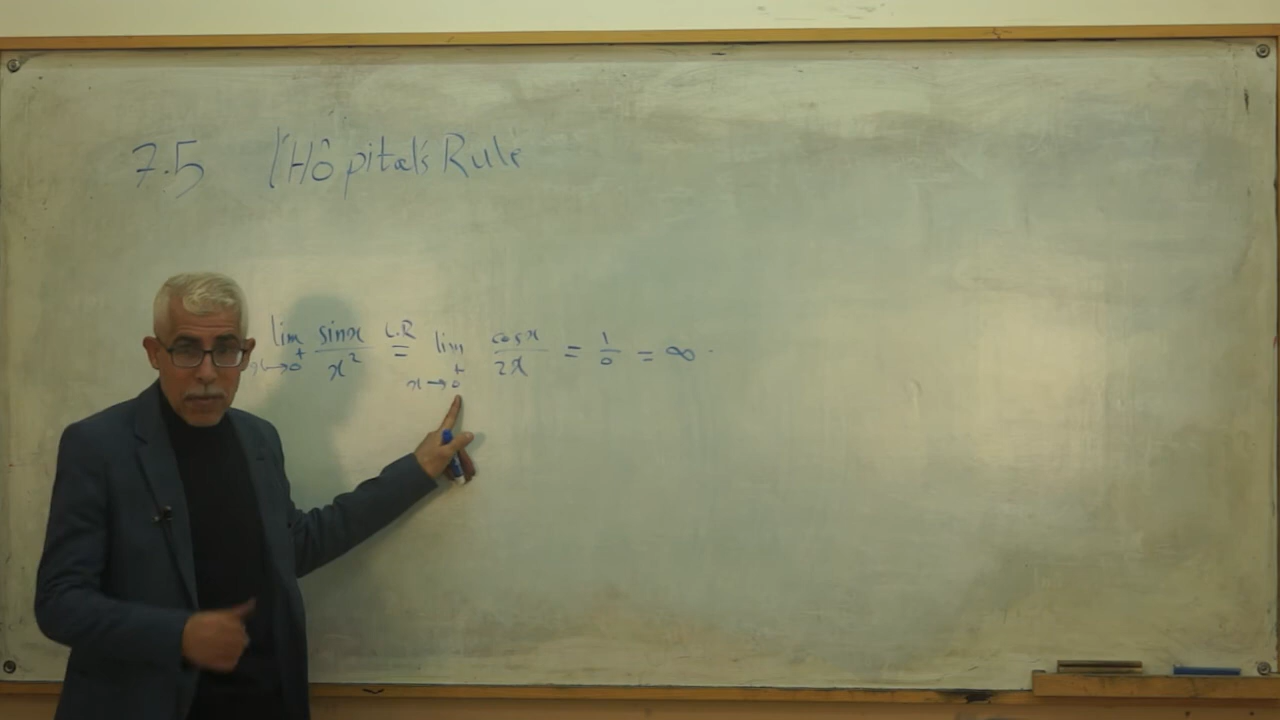 7.5 l'Hôpital's Rule
lim x→0⁺ sinx/x² L.R = lim x→0⁺ cosx/2x = 1/0 = ∞